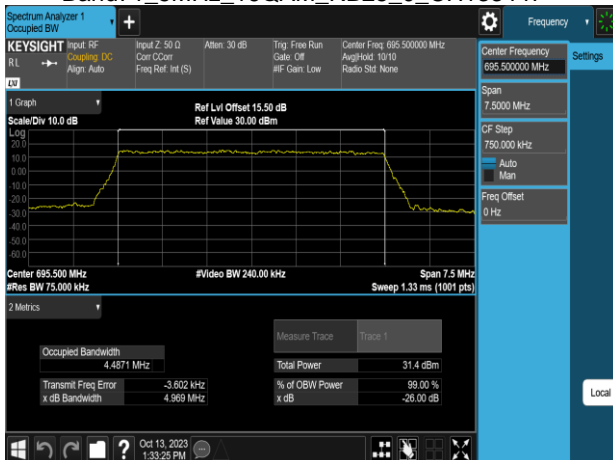 Spectrum Analyzer 1
Occupied BW
Frequency
KEYSIGHT
RL
Input: RF
Coupling: DC
Align: Auto
Input Z: 50 Ω
Corr CCorr
Freq Ref: Int (S)
Atten: 30 dB
Trig: Free Run
Gate: Off
#IF Gain: Low
Center Freq: 695.500000 MHz
Avg|Hold: 10/10
Radio Std: None
LXI
Center Frequency
695.500000 MHz
Settings
Span
7.5000 MHz
CF Step
750.000 kHz
Auto
Man
Freq Offset
0 Hz
Local
1 Graph
Scale/Div 10.0 dB
Ref Lvl Offset 15.50 dB
Ref Value 30.00 dBm
Log
20.0
10.0
0.00
-10.0
-20.0
-30.0
-40.0
-50.0
-60.0
Center 695.500 MHz
#Video BW 240.00 kHz
Span 7.5 MHz
#Res BW 75.000 kHz
Sweep 1.33 ms (1001 pts)
2 Metrics
Measure Trace
Trace 1
Occupied Bandwidth
4.4871 MHz
Total Power
31.4 dBm
Transmit Freq Error
-3.602 kHz
% of OBW Power
99.00 %
x dB Bandwidth
4.969 MHz
x dB
-26.00 dB
Oct 13, 2023
1:33:25 PM